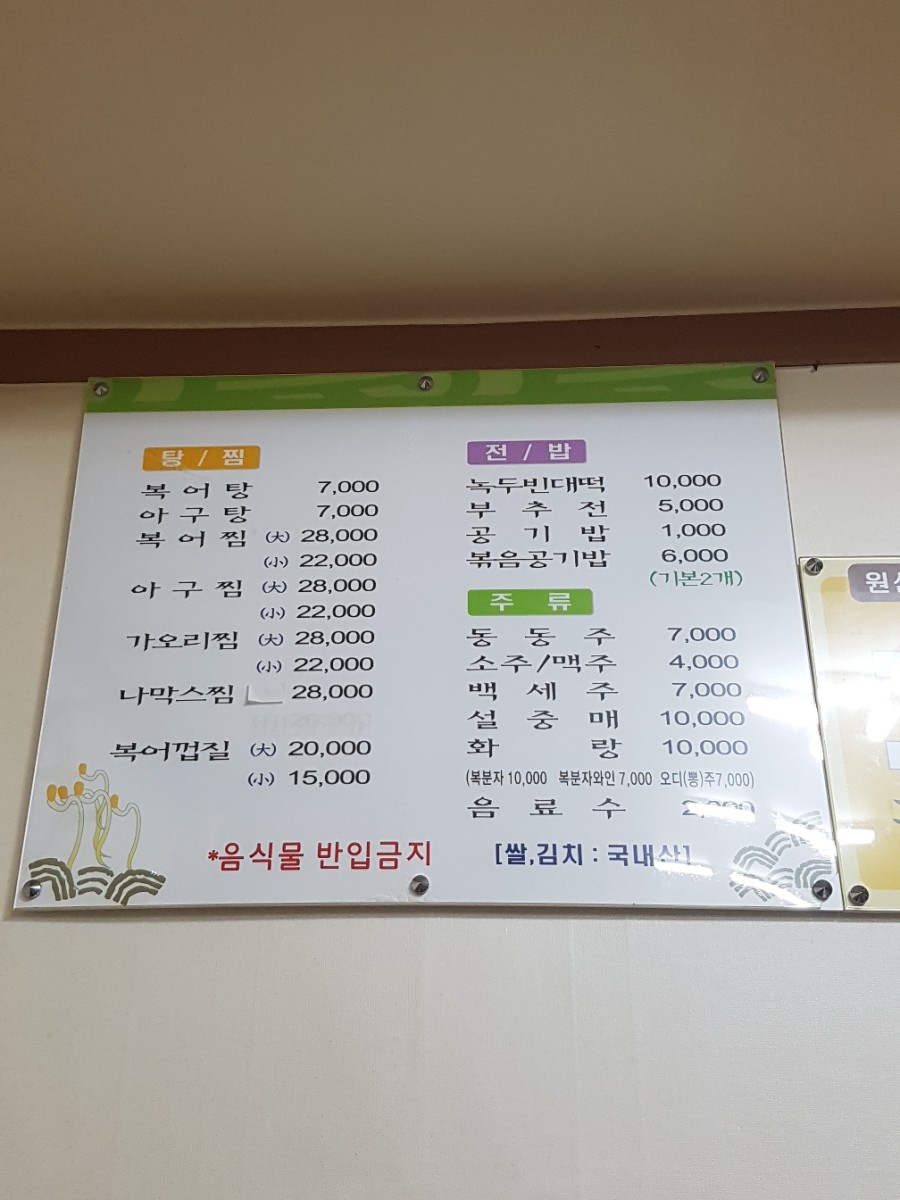 탕 / 찜
복 어 탕 7,000
아 구 탕 7,000
복 어 찜 (大) 28,000
(小) 22,000
아 구 찜 (大) 28,000
(小) 22,000
가오리찜 (大) 28,000
(小) 22,000
나막스찜 28,000
복어껍질 (大) 20,000
(小) 15,000
*음식물 반입금지
전 / 밥
녹두빈대떡 10,000
부 추 전 5,000
공 기 밥 1,000
볶음공기밥 6,000
(기본2개)
주 류
동 동 주 7,000
소주/맥주 4,000
백 세 주 7,000
설 중 매 10,000
화 랑 10,000
(복분자 10,000 복분자와인 7,000 오디(뽕)주7,000)
음 료 수 2,000
[쌀,김치 : 국내산]